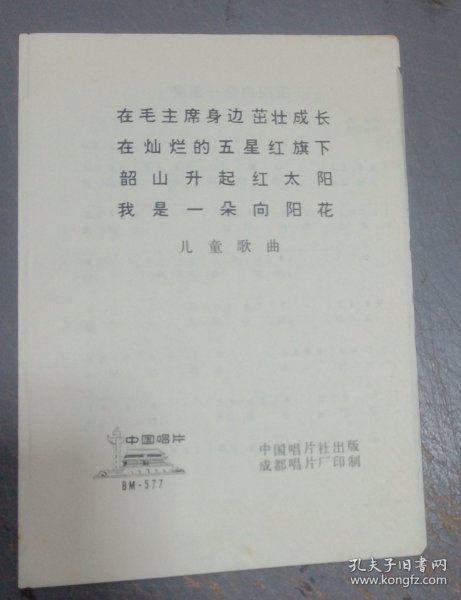 在毛主席身边茁壮成长
在灿烂的五星红旗下
韶山升起红太阳
我是一朵向阳花
儿童歌曲
中国唱片
BM-577
中国唱片社出版
成都唱片厂印制
孔夫子旧书网
www.kongfz.com